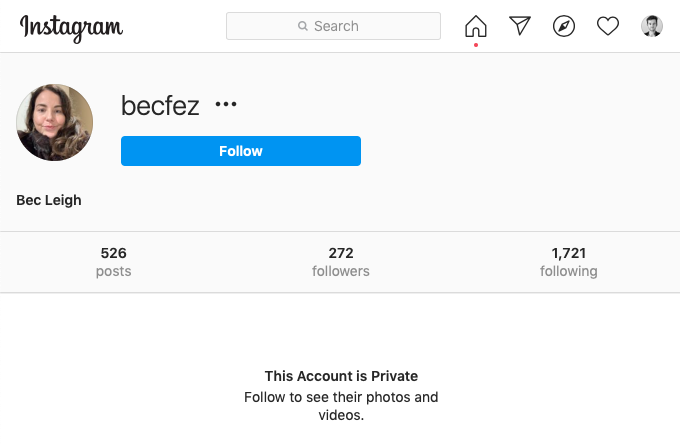 Instagram
Search
becfez
Follow
Bec Leigh
526
posts
272
followers
1,721
following
This Account is Private
Follow to see their photos and
videos.